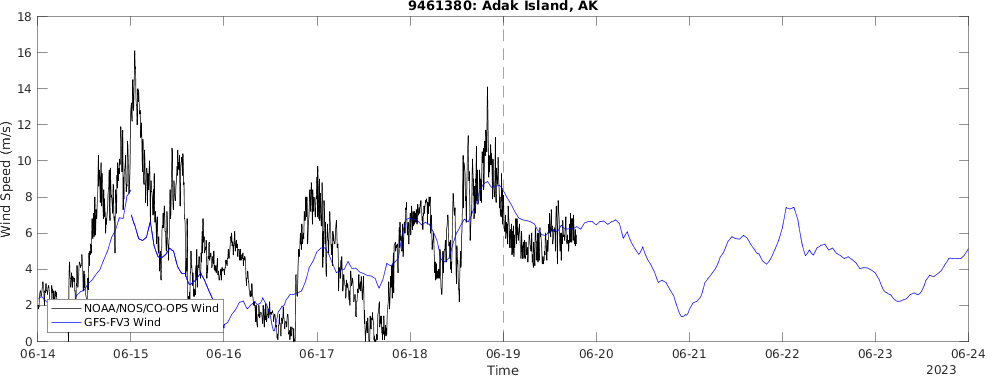 9461380: Adak Island, AK
18
16
14
12
10
8
6
4
2
0
Wind Speed (m/s)
NOAA/NOS/CO-OPS Wind
GFS-FV3 Wind
06-14 06-15 06-16 06-17 06-18 06-19 06-20 06-21 06-22 06-23 06-24
Time
2023